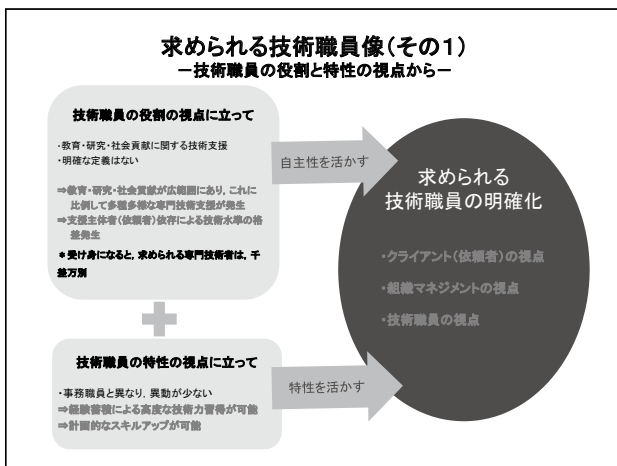 求められる技術職員像（その１）
－技術職員の役割と特性の視点から－
技術職員の役割の視点に立って
・教育・研究・社会貢献に関する技術支援
・明確な定義はない
⇒教育・研究・社会貢献が広範囲にあり，これに
比例して多種多様な専門技術支援が発生
⇒支援主体者（依頼者）依存による技術水準の格
差発生
＊受け身になると，求められる専門技術者は，千
差万別
自主性を活かす
技術職員の特性の視点に立って
・事務職員と異なり，異動が少ない
⇒経験蓄積による高度な技術力習得が可能
⇒計画的なスキルアップが可能
特性を活かす
求められる
技術職員の明確化
・クライアント（依頼者）の視点
・組織マネジメントの視点
・技術職員の視点